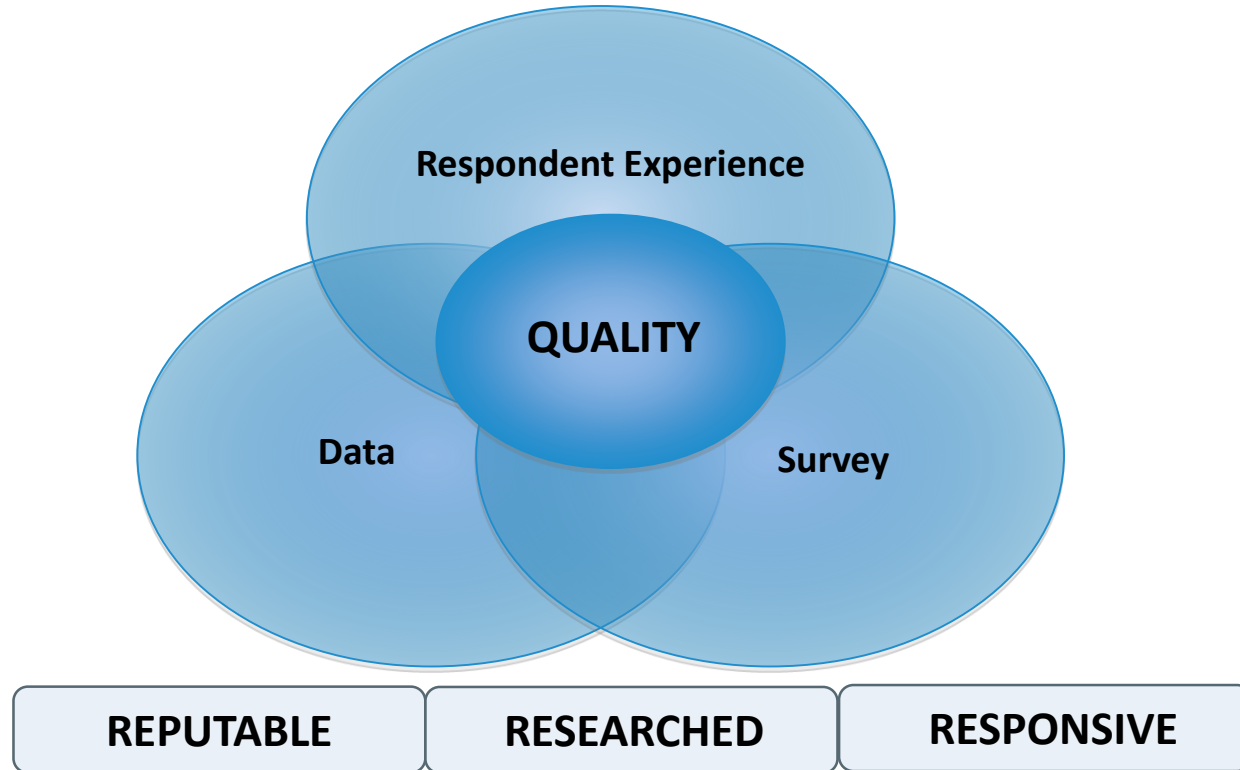 Respondent Experience
QUALITY
Data
Survey
REPUTABLE
RESEARCHED
RESPONSIVE